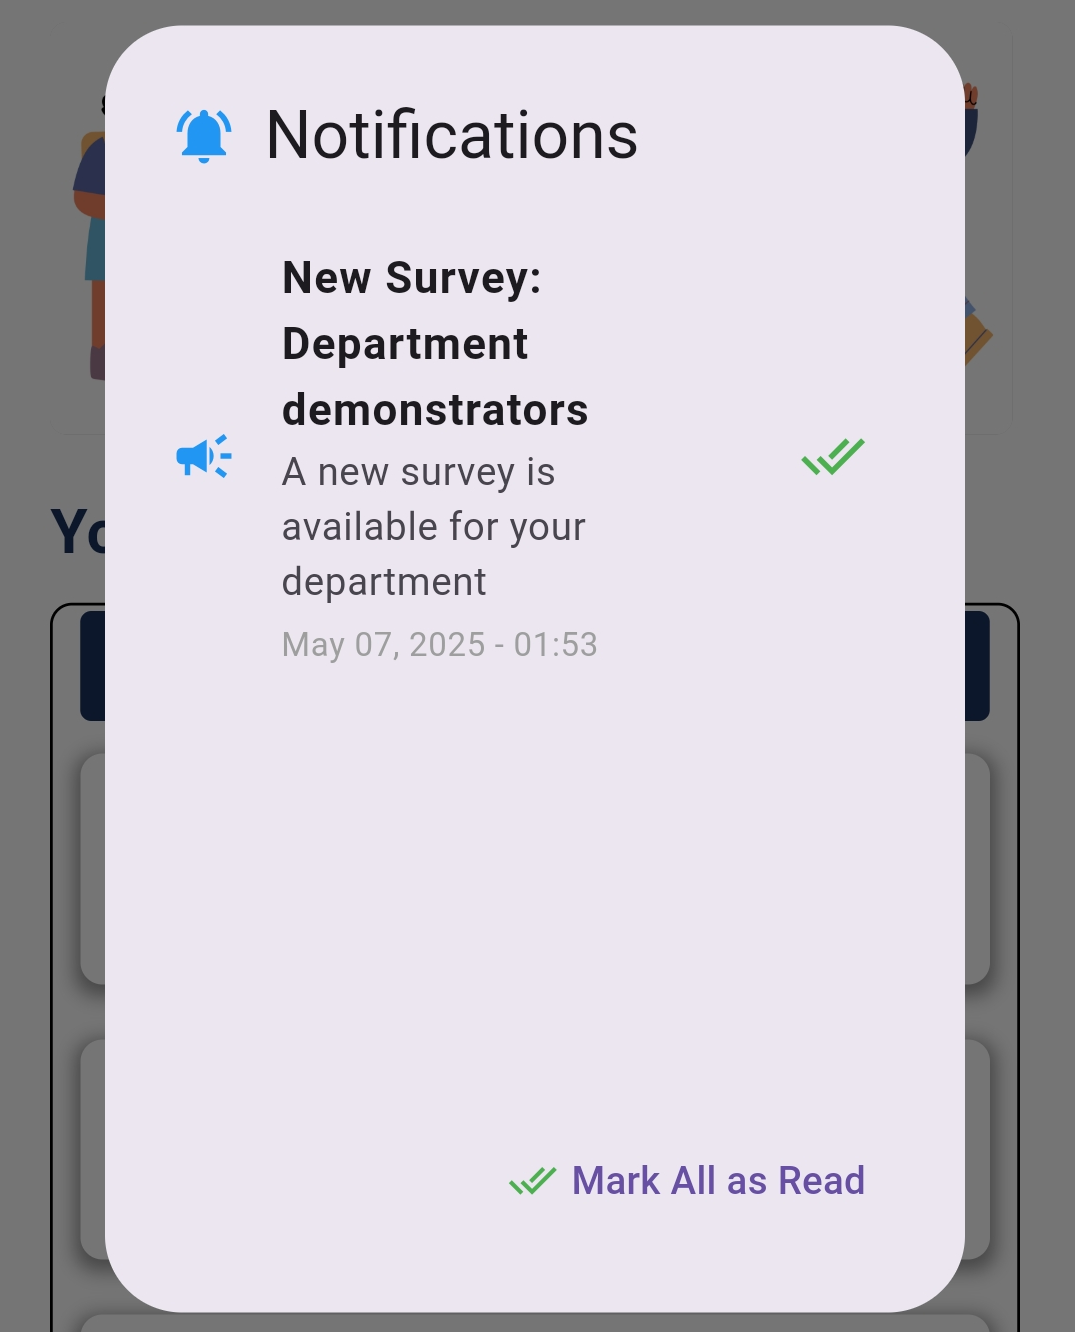 Notifications
New Survey:
Department
demonstrators
A new survey is
available for your
department
May 07, 2025 - 01:53
Yo
Mark All as Read